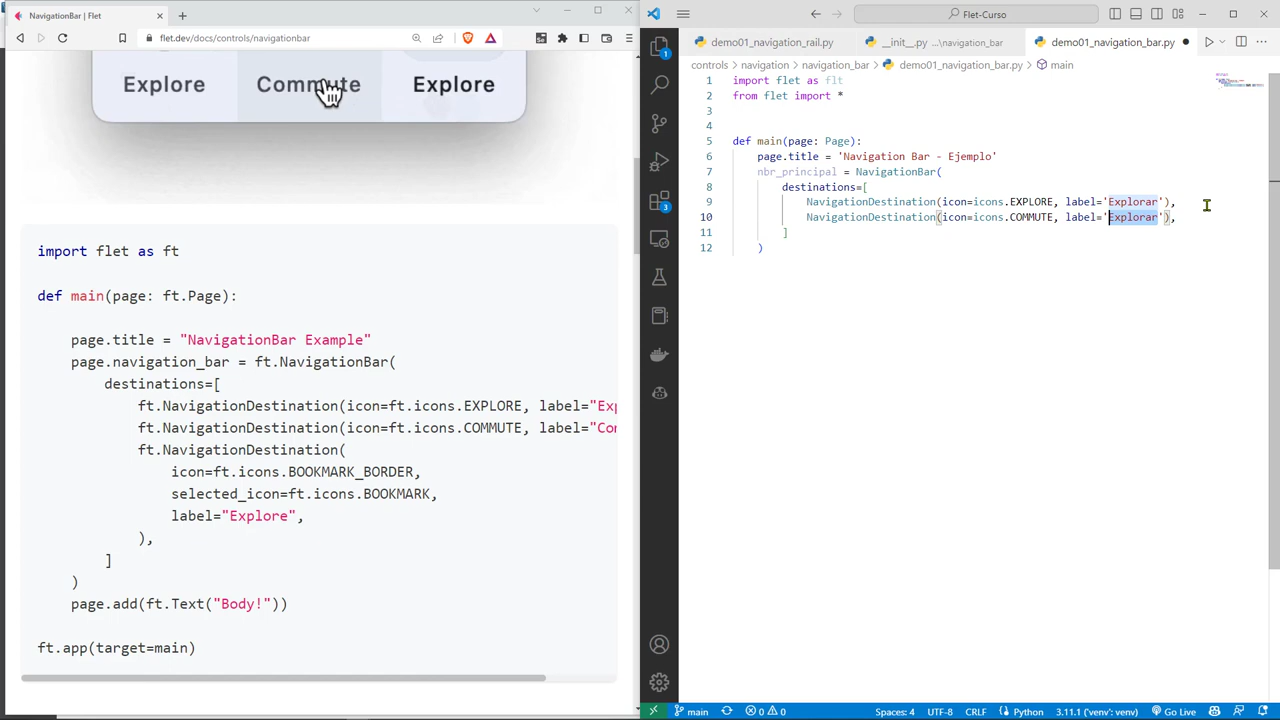 NavigationBar | Flet
flet.dev/docs/controls/navigationbar
Explore Commute Explore
import flet as ft
def main(page: ft.Page):
page.title = "NavigationBar Example"
page.navigation_bar = ft.NavigationBar(
destinations=[
ft.NavigationDestination(icon=ft.icons.EXPLORE, label="Exp
ft.NavigationDestination(icon=ft.icons.COMMUTE, label="Con
ft.NavigationDestination(
icon=ft.icons.BOOKMARK_BORDER,
selected_icon=ft.icons.BOOKMARK,
label="Explore",
),
]
)
page.add(ft.Text("Body!"))
ft.app(target=main)
Flet-Curso
demo01_navigation_rail.py __init__.py ...\navigation_bar demo01_navigation_bar.py
controls > navigation > navigation_bar > demo01_navigation_bar.py > main
1 import flet as flt
2 from flet import *
3
4
5 def main(page: Page):
6 page.title = 'Navigation Bar - Ejemplo'
7 nbr_principal = NavigationBar(
8 destinations=[
9 NavigationDestination(icon=icons.EXPLORE, label='Explorar'),
10 NavigationDestination(icon=icons.COMMUTE, label='Explorar'),
11 ]
12 )
1
3
main 0 0 Spaces: 4 UTF-8 CRLF Python 3.11.1 ('venv': venv) Go Live